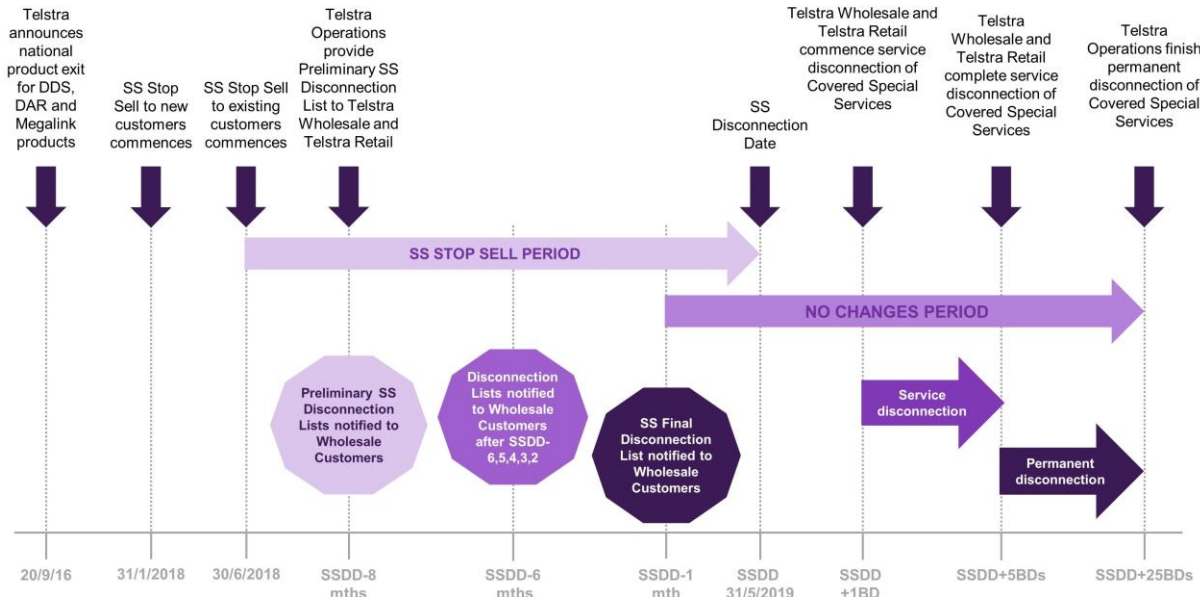 Telstra
announces
national
product exit
for DDS,
DAR and
Megalink
products
SS Stop
Sell to new
customers
commences
SS Stop Sell
to existing
customers
commences
Telstra
Operations
provide
Preliminary SS
Disconnection
List to Telstra
Wholesale and
Telstra Retail
SS
Disconnection
Date
Telstra Wholesale and
Telstra Retail
commence service
disconnection of
Covered Special
Services
Telstra
Wholesale and
Telstra Retail
complete service
disconnection of
Covered Special
Services
Telstra
Operations finish
permanent
disconnection of
Covered Special
Services
SS STOP SELL PERIOD
NO CHANGES PERIOD
Preliminary SS
Disconnection
Lists notified to
Wholesale
Customers
Disconnection
Lists notified
to Wholesale
Customers
after SSDD-
6,5,4,3,2
SS Final
Disconnection
List notified to
Wholesale
Customers
Service
disconnection
Permanent
disconnection
20/9/16
31/1/2018
30/6/2018
SSDD-8
mths
SSDD-6
mths
SSDD-1
mth
SSDD
31/5/2019
SSDD
+1BD
SSDD+5BDs
SSDD+25BDs